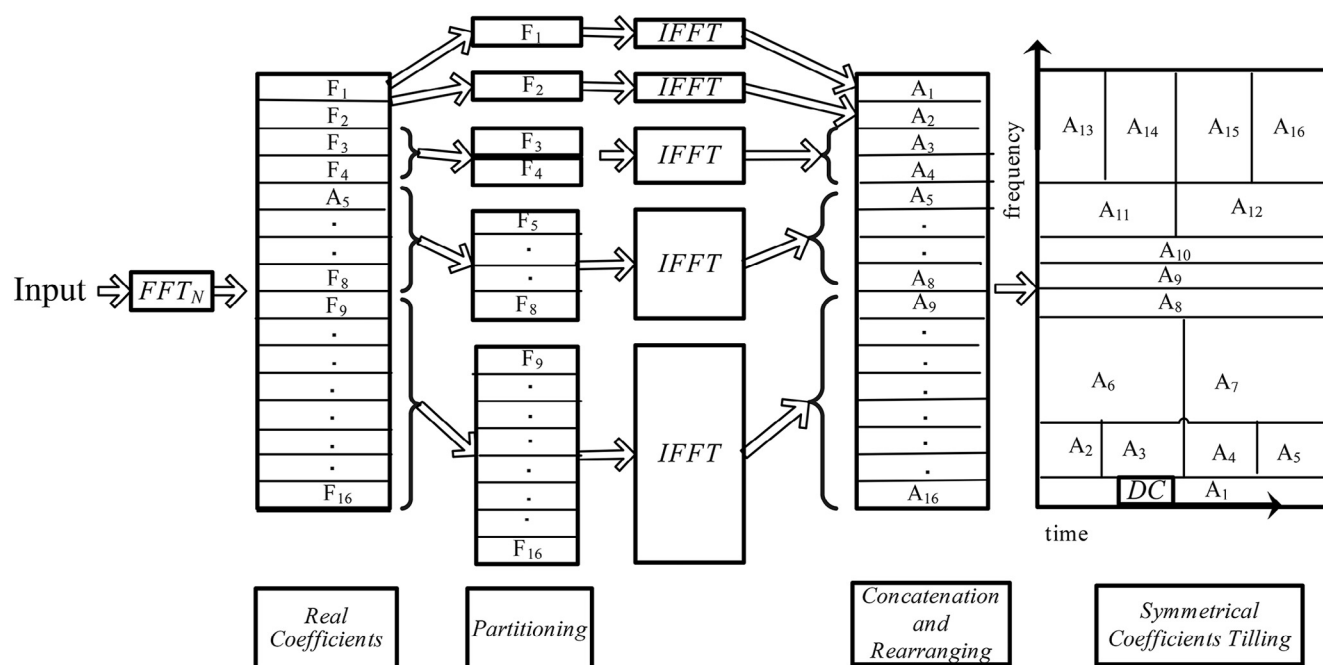 Input
FFT_N
F₁
F₂
F₃
F₄
A₅
F₈
F₉
F₁₆
Real
Coefficients
F₁
F₂
F₃
F₄
F₅
F₈
F₉
F₁₆
Partitioning
IFFT
IFFT
IFFT
IFFT
IFFT
A₁
A₂
A₃
A₄
A₅
A₈
A₉
A₁₆
Concatenation
and
Rearranging
frequency
A₁₃ A₁₄ A₁₅ A₁₆
A₁₁ A₁₂
A₁₀
A₉
A₈
A₆ A₇
A₂ A₃ A₄ A₅
DC A₁
time
Symmetrical
Coefficients Tilling